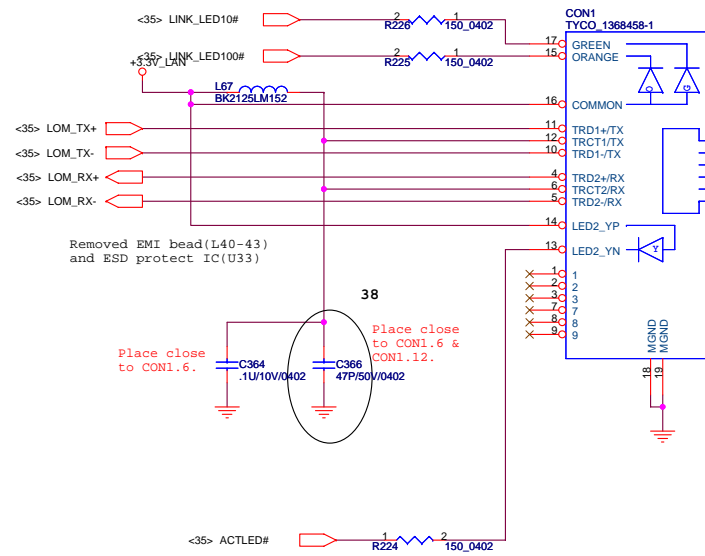 <35> LINK_LED10#
2 1
R226 150_0402
<35> LINK_LED100#
2 1
R225 150_0402
+3.3V_LAN
L67
BK2125LM152
CON1
TYCO_1368458-1
17 GREEN
15 ORANGE
O G
16 COMMON
<35> LOM_TX+
11 TRD1+/TX
12 TRCT1/TX
<35> LOM_TX-
10 TRD1-/TX
<35> LOM_RX+
4 TRD2+/RX
6 TRCT2/RX
<35> LOM_RX-
5 TRD2-/RX
14 LED2_YP
13 LED2_YN
Y
Removed EMI bead(L40-43)
and ESD protect IC(U33)
1 1
2 2
3 3
7 7
8 8
9 9
MGND
MGND
18
19
38
Place close
to CON1.6.
C364
.1U/10V/0402
C366
47P/50V/0402
Place close
to CON1.6 &
CON1.12.
<35> ACTLED#
1 2
R224 150_0402